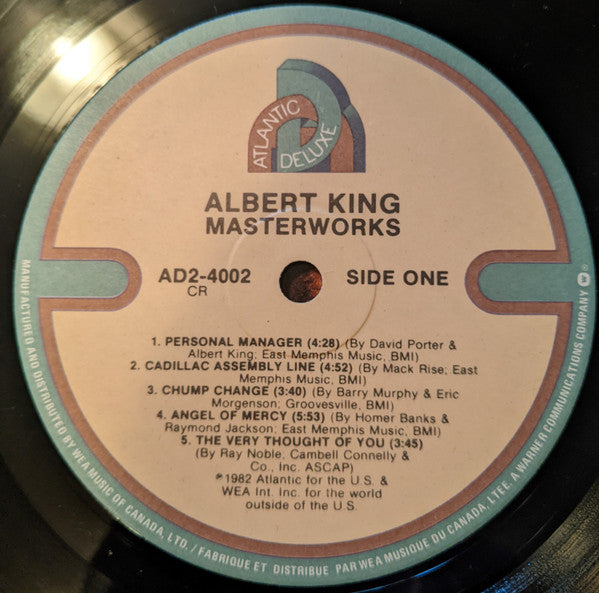 ATLANTIC
DELUXE
ALBERT KING
MASTERWORKS
AD2-4002
CR
SIDE ONE
1. PERSONAL MANAGER (4:28) (By David Porter &
Albert King; East Memphis Music, BMI)
2. CADILLAC ASSEMBLY LINE (4:52) (By Mack Rise; East
Memphis Music, BMI)
3. CHUMP CHANGE (3:40) (By Barry Murphy & Eric
Morgenson; Groovesville, BMI)
4. ANGEL OF MERCY (5:53) (By Homer Banks &
Raymond Jackson; East Memphis Music, BMI)
5. THE VERY THOUGHT OF YOU (3:45)
(By Ray Noble, Cambell Connelly &
Co., Inc. ASCAP)
℗1982 Atlantic for the U.S. &
WEA Int. Inc. for the world
outside of the U.S.
MANUFACTURED AND DISTRIBUTED BY WEA MUSIC OF CANADA, LTD. / FABRIQUE ET DISTRIBUE PAR WEA MUSIQUE DU CANADA, LTEE. A WARNER COMMUNICATIONS COMPANY